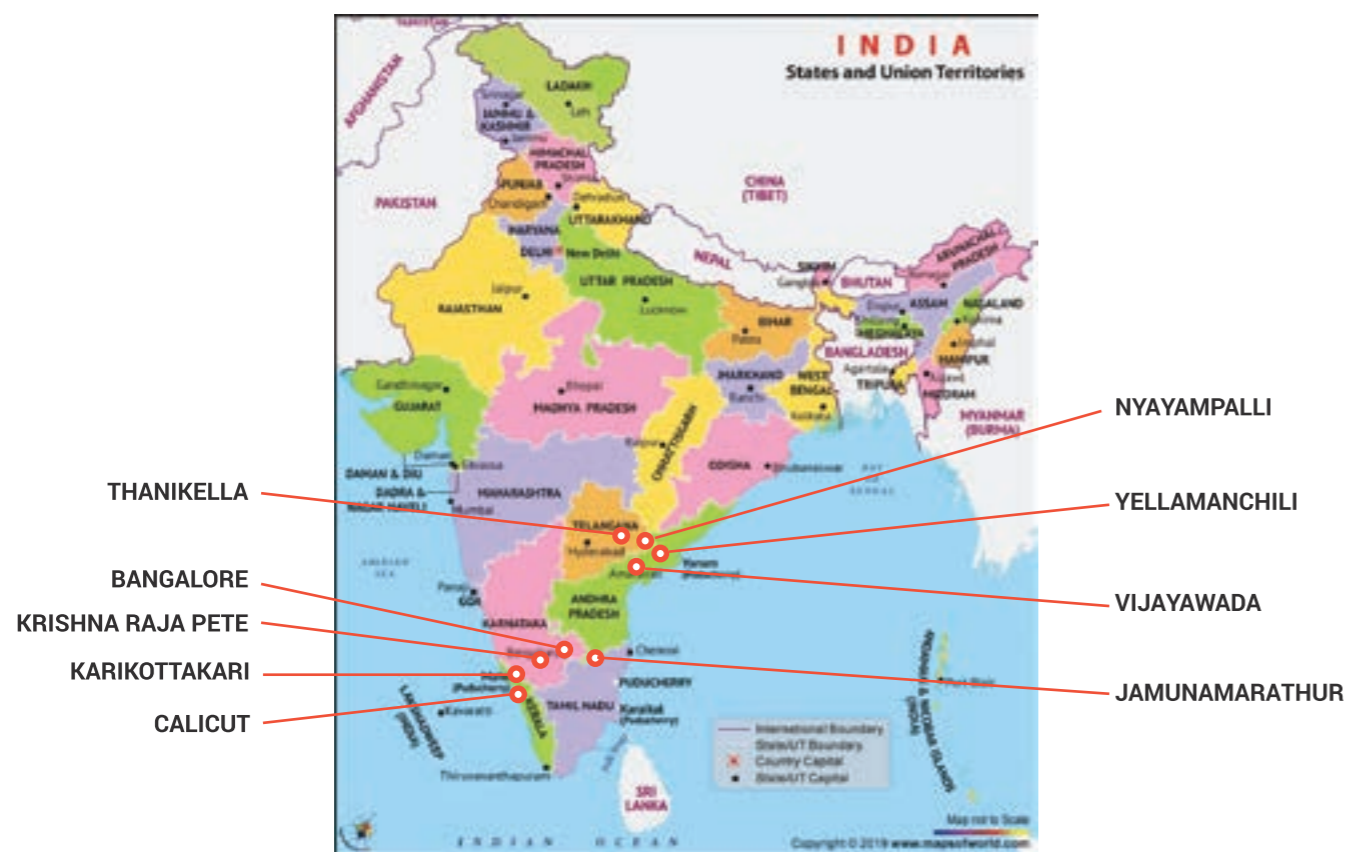 INDIA
States and Union Territories
AFGHANISTAN
LADAKH
Srinagar
Leh
JAMMU &
KASHMIR
Jammu
HIMACHAL
PRADESH
Shimla
PUNJAB
Chandigarh
Dehradun
UTTARAKHAND
PAKISTAN
CHINA
(TIBET)
HARYANA
DELHI
New Delhi
NEPAL
SIKKIM
Gangtok
BHUTAN
ARUNACHAL
PRADESH
Itanagar
UTTAR PRADESH
Lucknow
Jaipur
RAJASTHAN
BIHAR
Patna
Dispur
ASSAM
NAGALAND
Kohima
Shillong
MEGHALAYA
Imphal
MANIPUR
BANGLADESH
Agartala
TRIPURA
Aizawl
MIZORAM
MYANMAR
(BURMA)
JHARKHAND
Ranchi
WEST
BENGAL
Kolkata
Gandhinagar
GUJARAT
Bhopal
MADHYA PRADESH
CHHATTISGARH
Raipur
ODISHA
Bhubaneswar
BAY
OF
BENGAL
Daman
Silvassa
DAMAN & DIU
DADRA &
NAGAR HAVELI
MAHARASHTRA
Mumbai
TELANGANA
Hyderabad
Yanam
(Puducherry)
ARABIAN
SEA
Panaji
GOA
ANDHRA
PRADESH
KARNATAKA
Chennai
(Puducherry)
PUDUCHERRY
TAMIL NADU
Karaikal
(Puducherry)
KERALA
LAKSHADWEEP
(INDIA)
Kavaratti
Thiruvananthapuram
SRI
LANKA
ANDAMAN & NICOBAR ISLANDS
(INDIA)
Port Blair
International Boundary
State/UT Boundary
Country Capital
State/UT Capital
INDIAN OCEAN
Map not to Scale
Copyright © 2019 www.mapsofworld.com
THANIKELLA
BANGALORE
KRISHNA RAJA PETE
KARIKOTTAKARI
CALICUT
NYAYAMPALLI
YELLAMANCHILI
VIJAYAWADA
JAMUNAMARATHUR